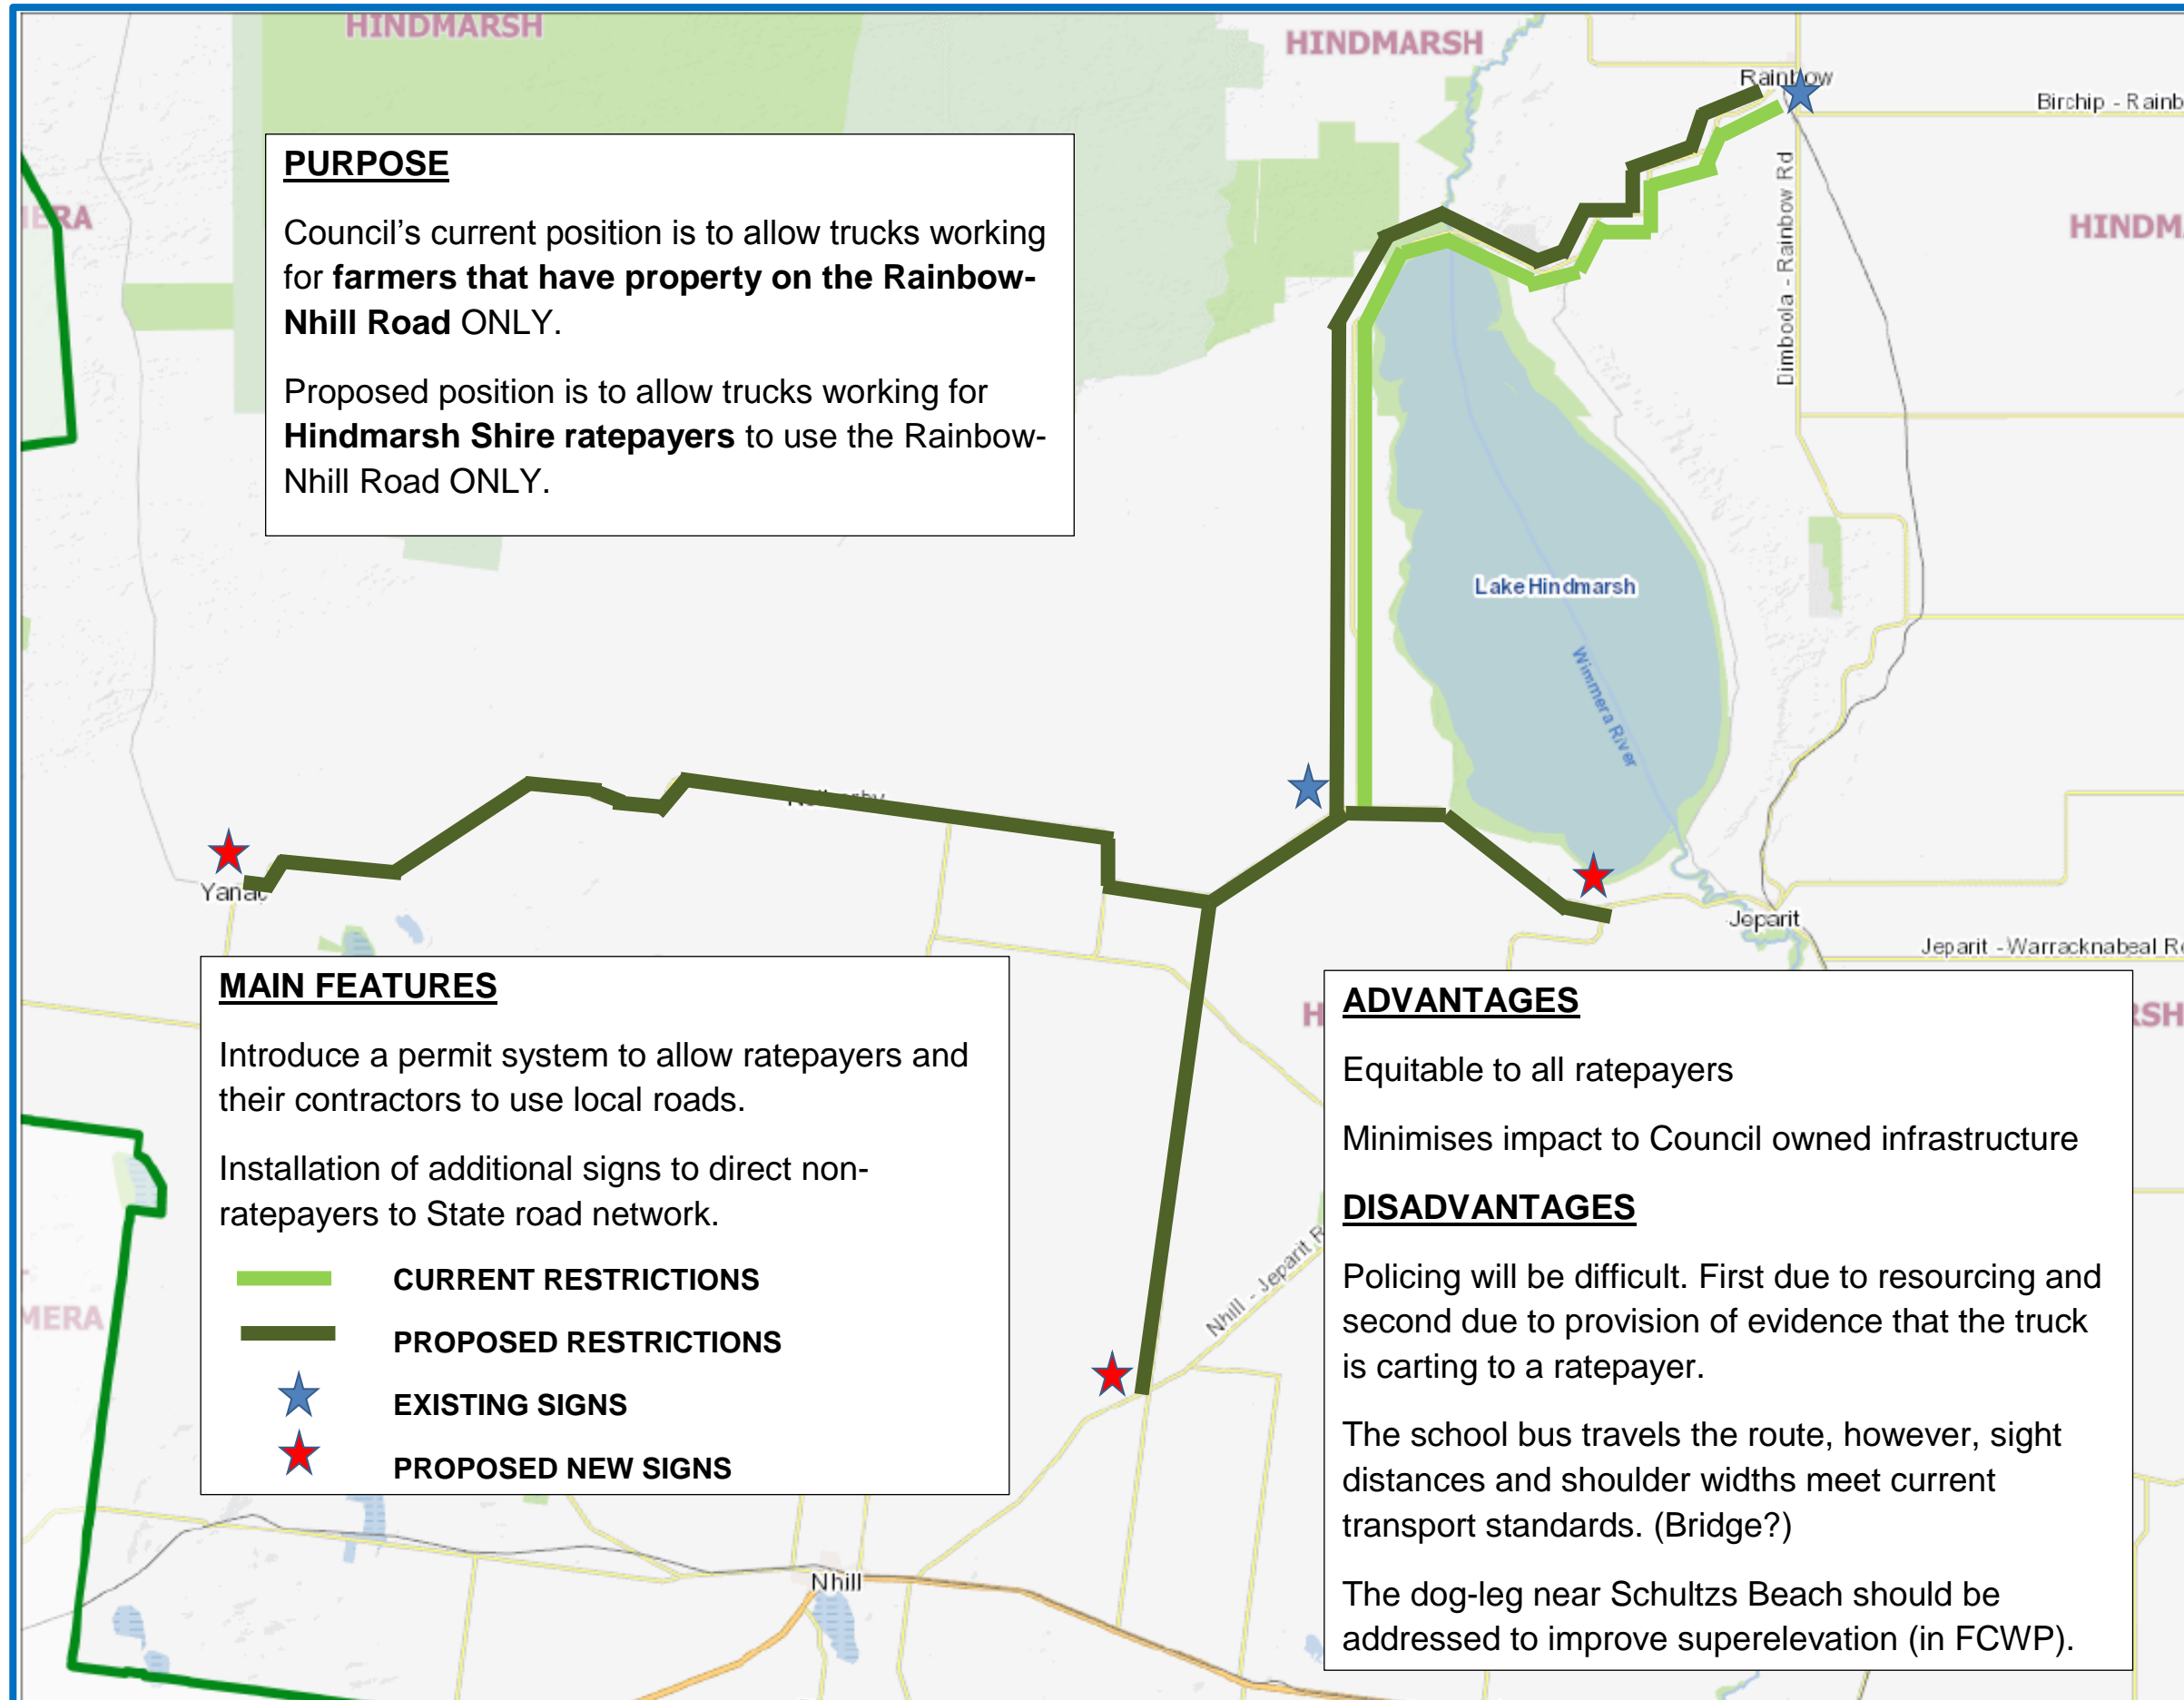 HINDMARSH
HINDMARSH
Rainbow
Birchip - Rainb
PURPOSE
Council's current position is to allow trucks working
for farmers that have property on the Rainbow-
Nhill Road ONLY.
Proposed position is to allow trucks working for
Hindmarsh Shire ratepayers to use the Rainbow-
Nhill Road ONLY.
ERA
Dimboola - Rainbow Rd
HINDM
Lake Hindmarsh
Wimmera River
Jeparit
Jeparit - Warracknabeal R
MAIN FEATURES
Introduce a permit system to allow ratepayers and
their contractors to use local roads.
Installation of additional signs to direct non-
ratepayers to State road network.
CURRENT RESTRICTIONS
PROPOSED RESTRICTIONS
EXISTING SIGNS
PROPOSED NEW SIGNS
MERA
H
RSH
ADVANTAGES
Equitable to all ratepayers
Minimises impact to Council owned infrastructure
DISADVANTAGES
Policing will be difficult. First due to resourcing and
second due to provision of evidence that the truck
is carting to a ratepayer.
The school bus travels the route, however, sight
distances and shoulder widths meet current
transport standards. (Bridge?)
The dog-leg near Schultzs Beach should be
addressed to improve superelevation (in FCWP).
Nhill - Jeparit R
Nhill